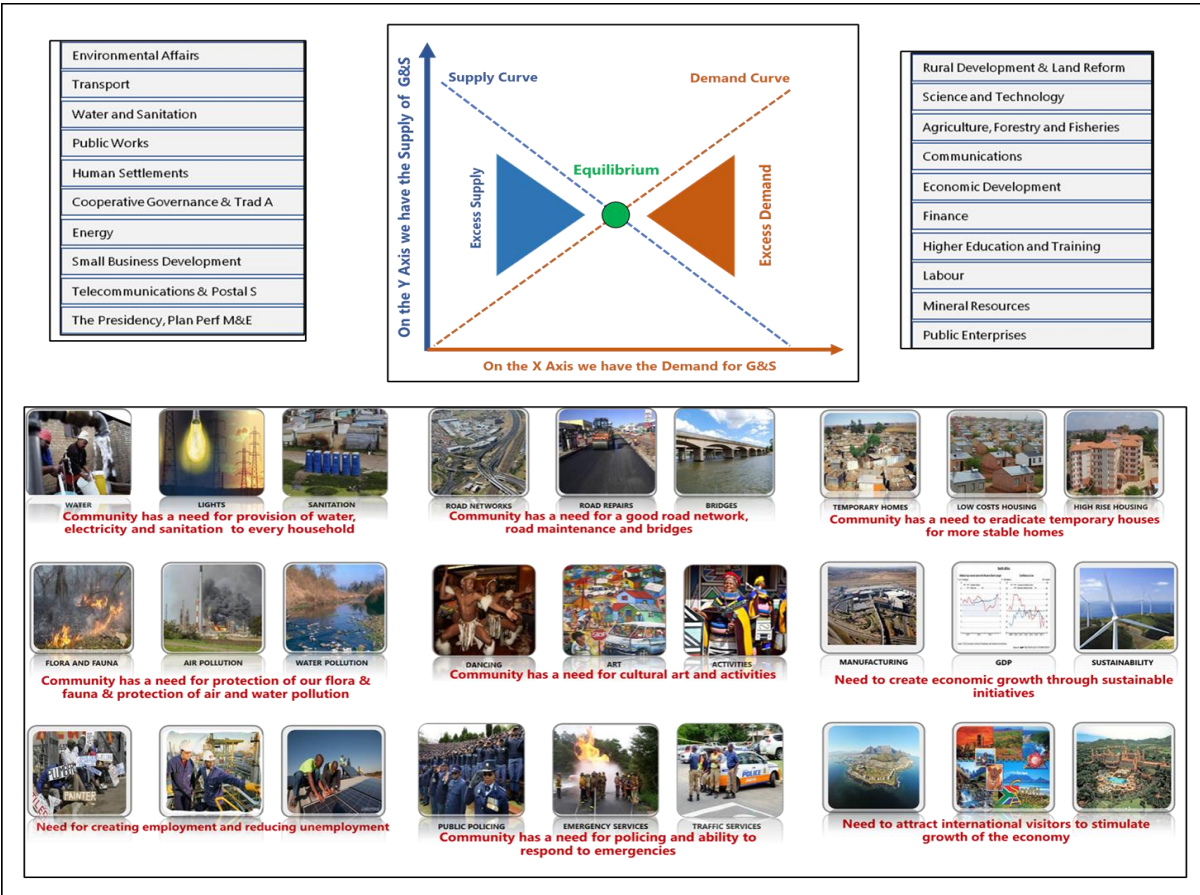 Environmental Affairs
Transport
Water and Sanitation
Public Works
Human Settlements
Cooperative Governance & Trad A
Energy
Small Business Development
Telecommunications & Postal S
The Presidency, Plan Perf M&E
On the Y Axis we have the Supply of G&S
Supply Curve
Demand Curve
Equilibrium
Excess Supply
Excess Demand
On the X Axis we have the Demand for G&S
Rural Development & Land Reform
Science and Technology
Agriculture, Forestry and Fisheries
Communications
Economic Development
Finance
Higher Education and Training
Labour
Mineral Resources
Public Enterprises
WATER
LIGHTS
SANITATION
Community has a need for provision of water,
electricity and sanitation to every household
ROAD NETWORKS
ROAD REPAIRS
BRIDGES
Community has a need for a good road network,
road maintenance and bridges
TEMPORARY HOMES
LOW COSTS HOUSING
HIGH RISE HOUSING
Community has a need to eradicate temporary houses
for more stable homes
FLORA AND FAUNA
AIR POLLUTION
WATER POLLUTION
Community has a need for protection of our flora &
fauna & protection of air and water pollution
DANCING
ART
ACTIVITIES
Community has a need for cultural art and activities
MANUFACTURING
GDP
SUSTAINABILITY
Need to create economic growth through sustainable
initiatives
PLUMBER
PAINTER
TILES
Need for creating employment and reducing unemployment
POLICE
PUBLIC POLICING
EMERGENCY SERVICES
TRAFFIC SERVICES
Community has a need for policing and ability to
respond to emergencies
Need to attract international visitors to stimulate
growth of the economy